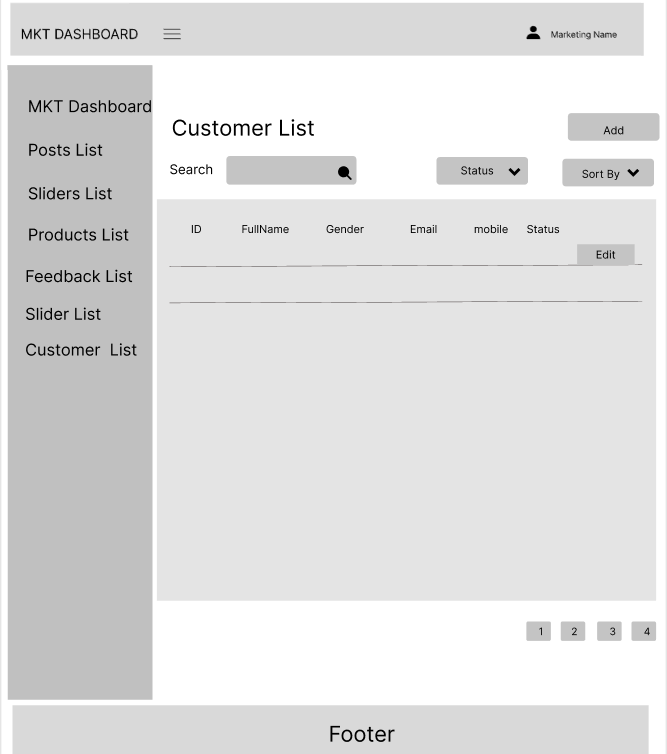 MKT DASHBOARD
Marketing Name
MKT Dashboard
Posts List
Sliders List
Products List
Feedback List
Slider List
Customer List
Customer List
Add
Search
Status
Sort By
ID FullName Gender Email mobile Status
Edit
1 2 3 4
Footer